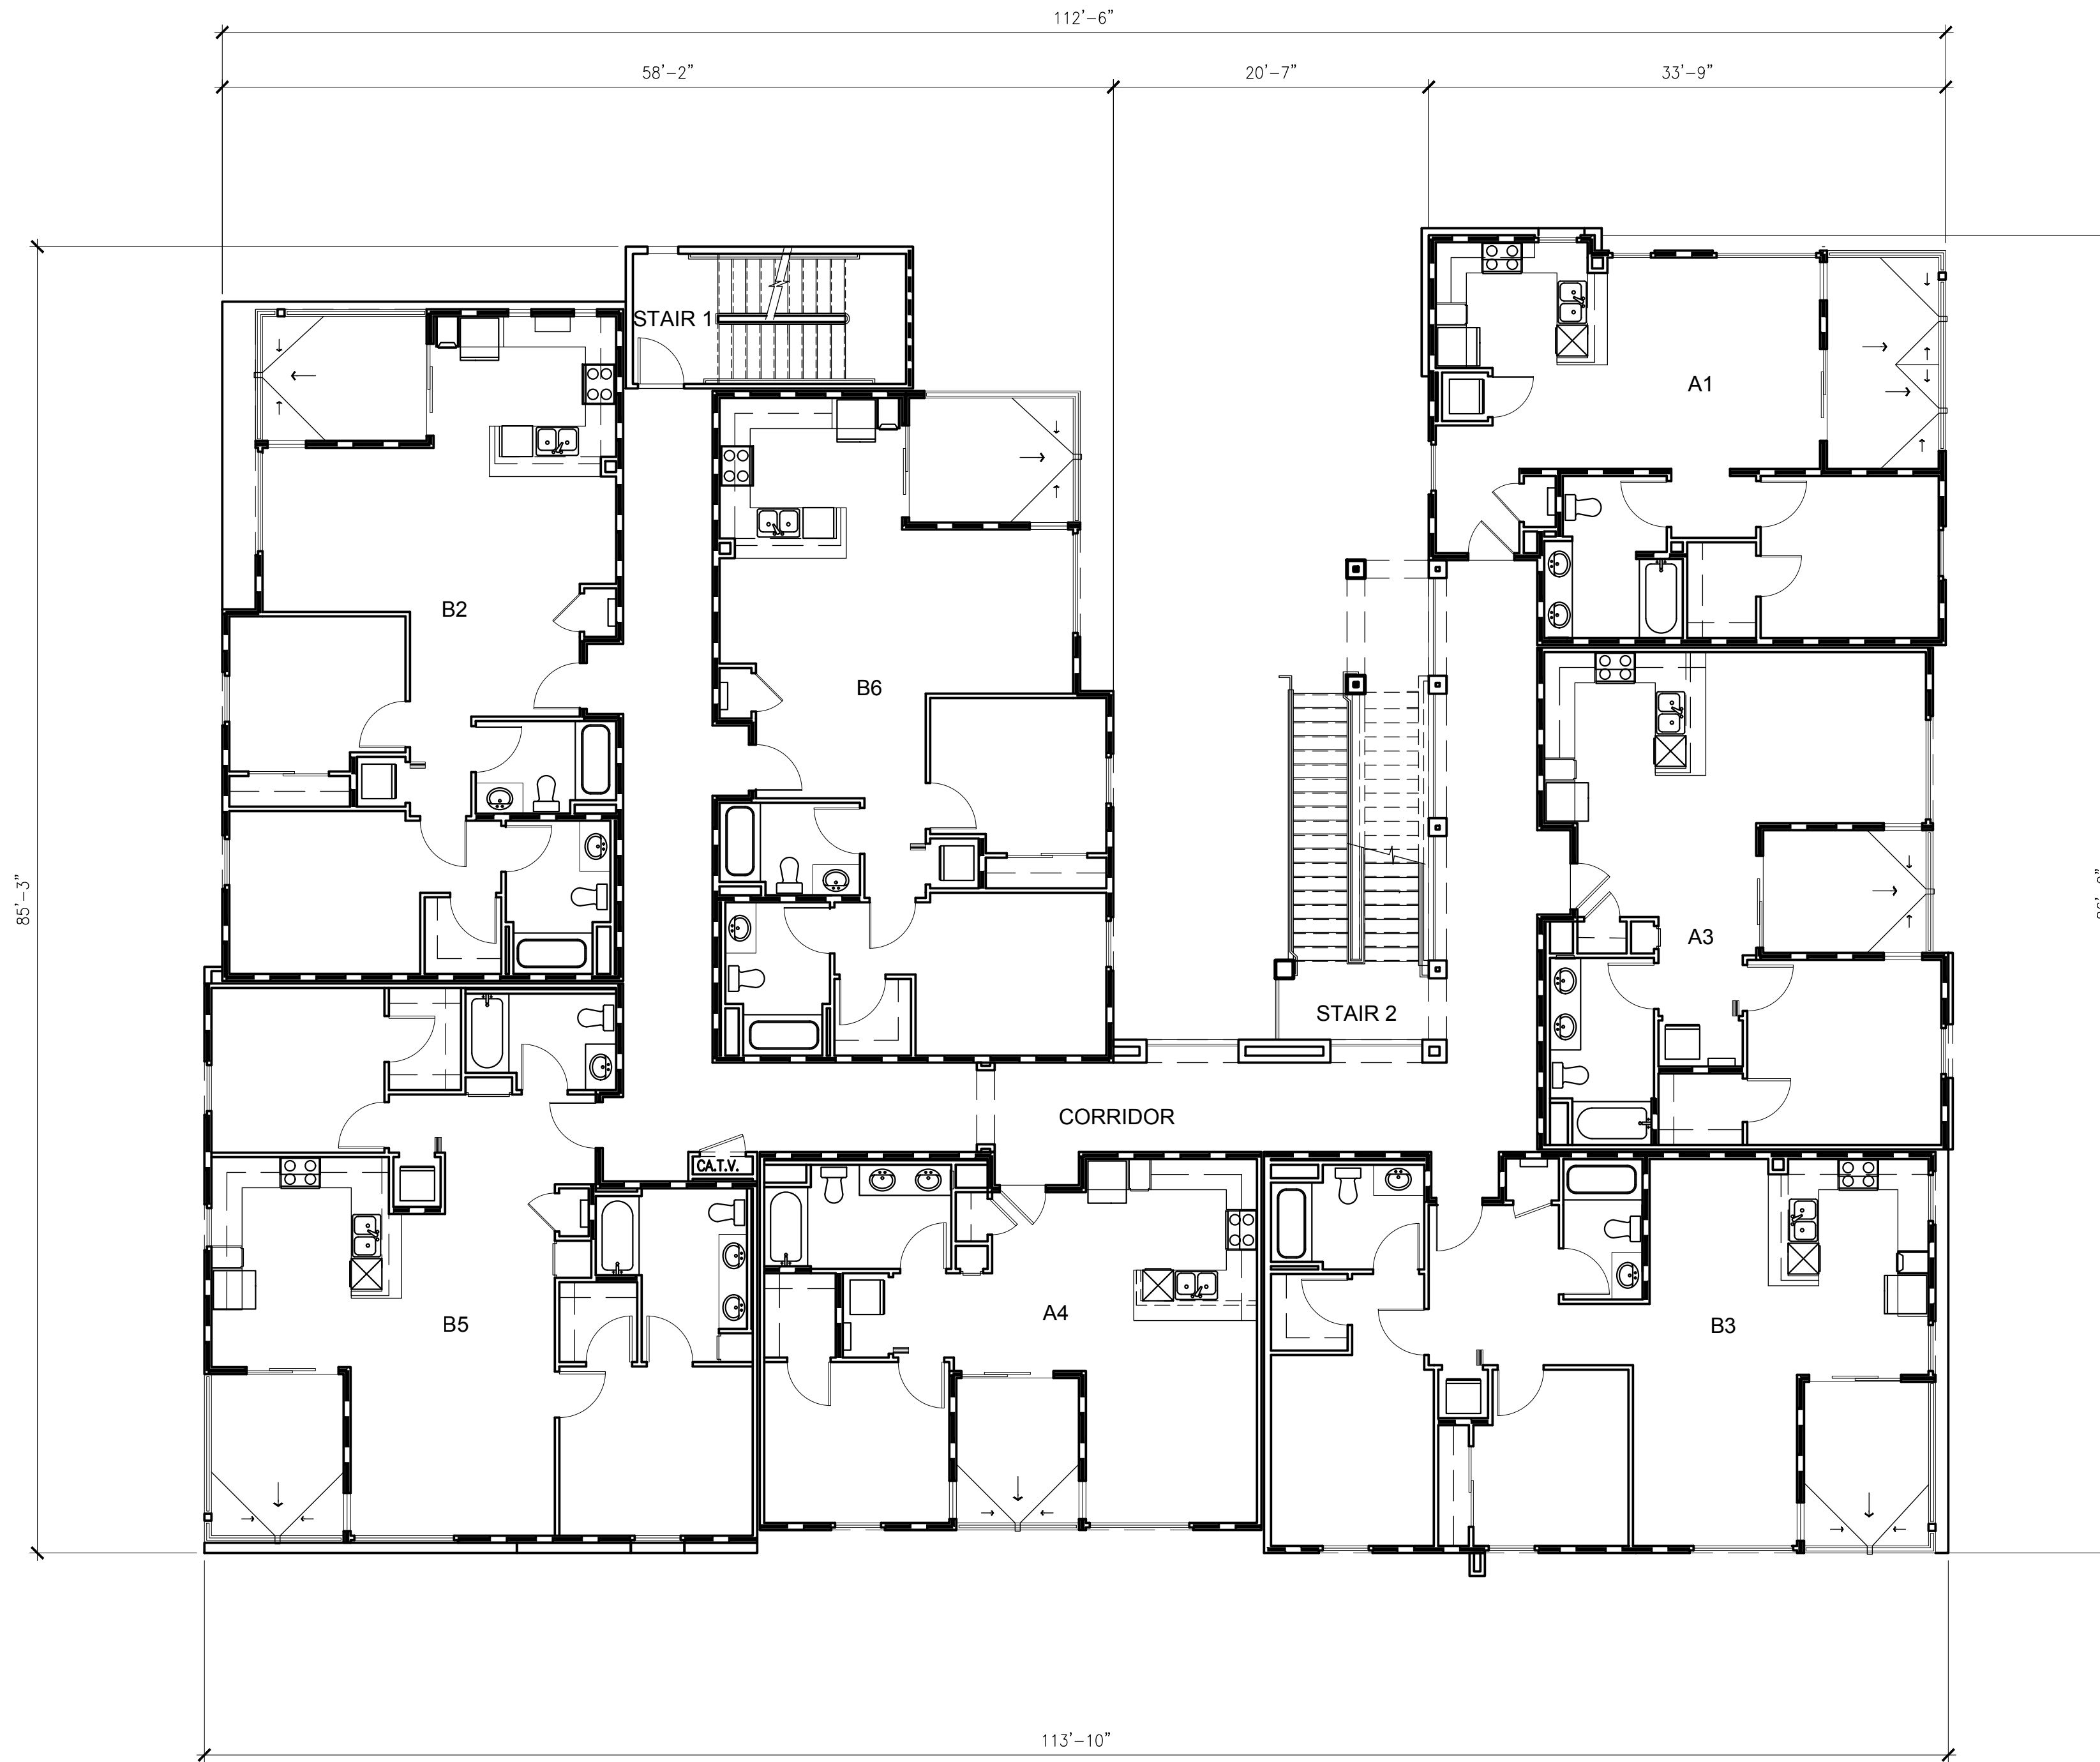 112'-6"
58'-2"
20'-7"
33'-9"
STAIR 1
A1
B2
B6
85'-3"
A3
STAIR 2
CORRIDOR
CA.T.V.
A4
B5
B3
113'-10"